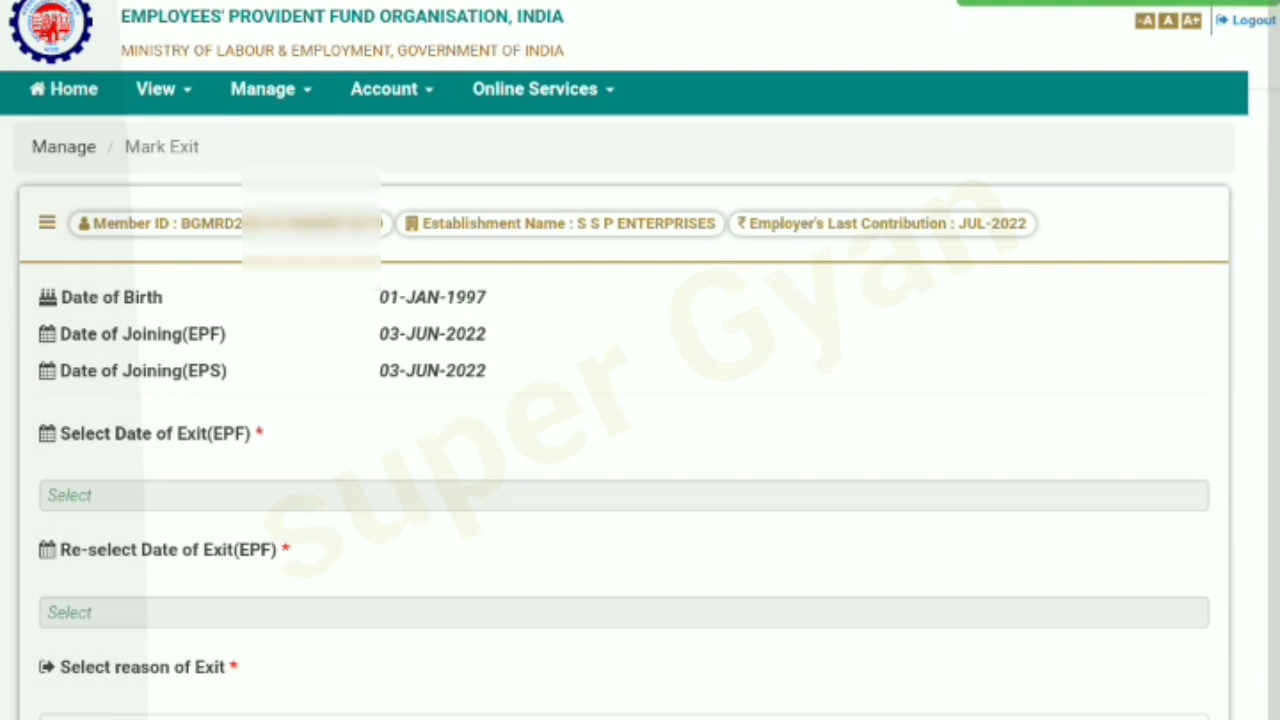 EMPLOYEES' PROVIDENT FUND ORGANISATION, INDIA
MINISTRY OF LABOUR & EMPLOYMENT, GOVERNMENT OF INDIA
-A A A+ Logout
Home View Manage Account Online Services
Manage / Mark Exit
Member ID : BGMRD2 Establishment Name : S S P ENTERPRISES ₹ Employer's Last Contribution : JUL-2022
Date of Birth 01-JAN-1997
Date of Joining(EPF) 03-JUN-2022
Date of Joining(EPS) 03-JUN-2022
Select Date of Exit(EPF) *
Select
Re-select Date of Exit(EPF) *
Select
Select reason of Exit *
super Gyan